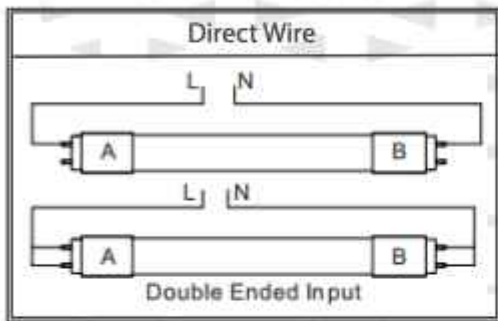 Direct Wire
L N
A B
L N
A B
Double Ended Input